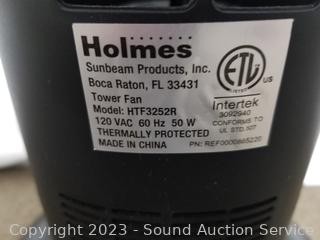 Holmes
Sunbeam Products, Inc.
Boca Raton, FL 33431
Tower Fan
Model: HTF3252R
120 VAC 60 Hz 50 W
THERMALLY PROTECTED
MADE IN CHINA
ETL
US
Intertek
3092940
CONFORMS TO
UL STD.507
PN: REF0000865220
Copyright 2023 - Sound Auction Service